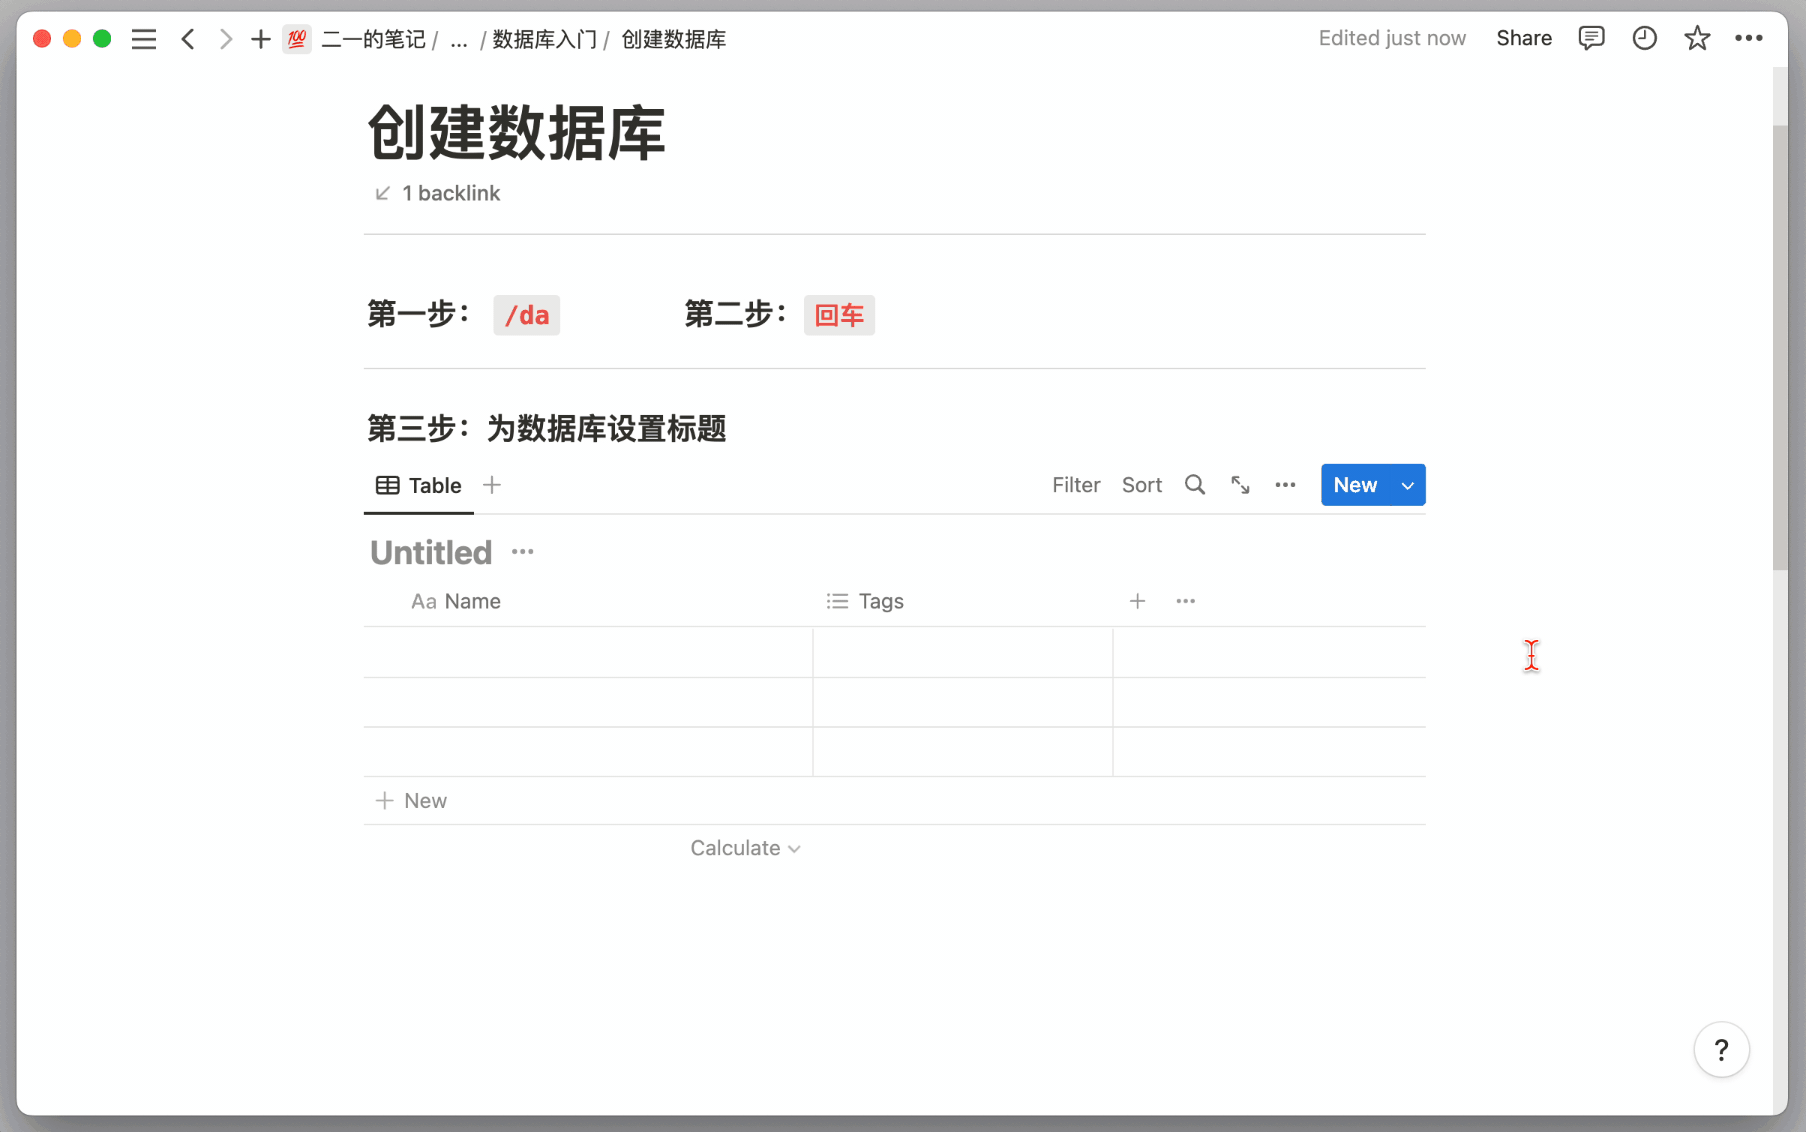 💯 二一的笔记 / ... / 数据库入门 / 创建数据库
Edited just now Share
创建数据库
1 backlink
第一步： /da 第二步： 回车
第三步：为数据库设置标题
Table Filter Sort New
Untitled
Aa Name Tags
New
Calculate
?